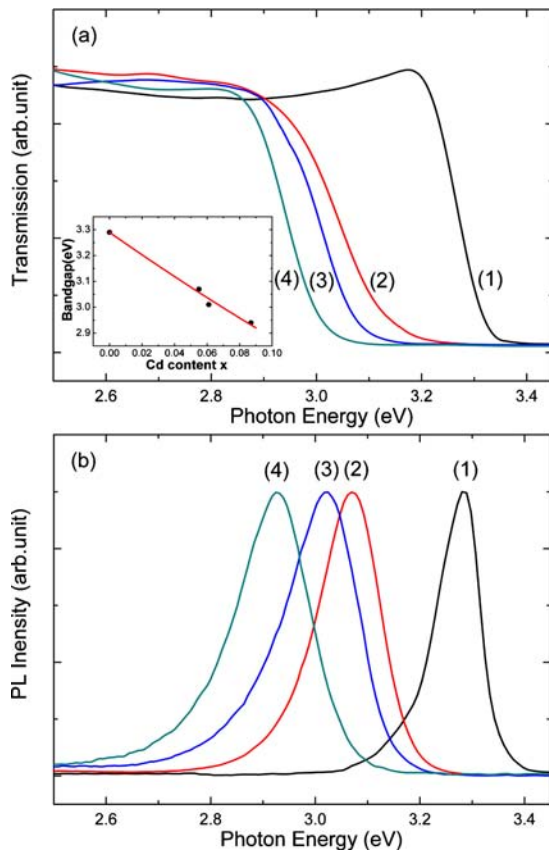 (a)
Transmission (arb.unit)
Bandgap(eV)
3.3
3.2
3.1
3.0
2.9
0.00 0.02 0.04 0.06 0.08 0.10
Cd content x
(4) (3) (2) (1)
2.6 2.8 3.0 3.2 3.4
Photon Energy (eV)
(b)
(4) (3) (2) (1)
PL Inensity (arb.unit)
2.6 2.8 3.0 3.2 3.4
Photon Energy (eV)